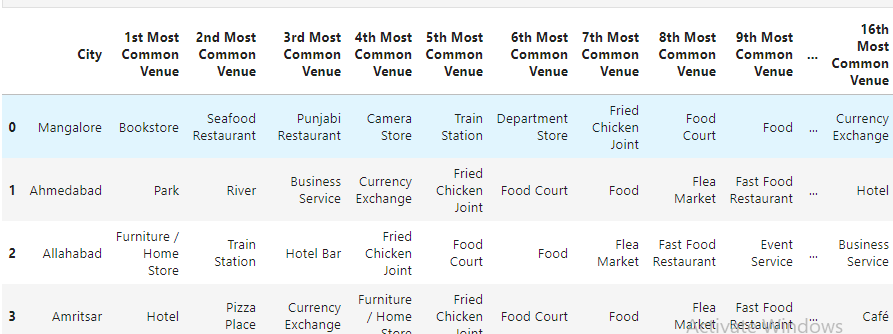 City 1st Most Common Venue 2nd Most Common Venue 3rd Most Common Venue 4th Most Common Venue 5th Most Common Venue 6th Most Common Venue 7th Most Common Venue 8th Most Common Venue 9th Most Common Venue ... 16th Most Common Venue
0 Mangalore Bookstore Seafood Restaurant Punjabi Restaurant Camera Store Train Station Department Store Fried Chicken Joint Food Court Food ... Currency Exchange
1 Ahmedabad Park River Business Service Currency Exchange Fried Chicken Joint Food Court Food Flea Market Fast Food Restaurant ... Hotel
2 Allahabad Furniture / Home Store Train Station Hotel Bar Fried Chicken Joint Food Court Food Flea Market Fast Food Restaurant Event Service ... Business Service
3 Amritsar Hotel Pizza Place Currency Exchange Furniture / Home Store Fried Chicken Joint Food Court Food Flea Market Fast Food Restaurant ... Café
Activate Windows